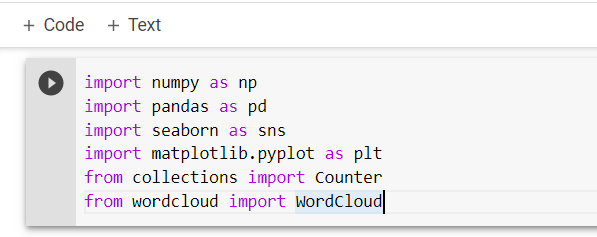 + Code + Text
import numpy as np
import pandas as pd
import seaborn as sns
import matplotlib.pyplot as plt
from collections import Counter
from wordcloud import WordCloud